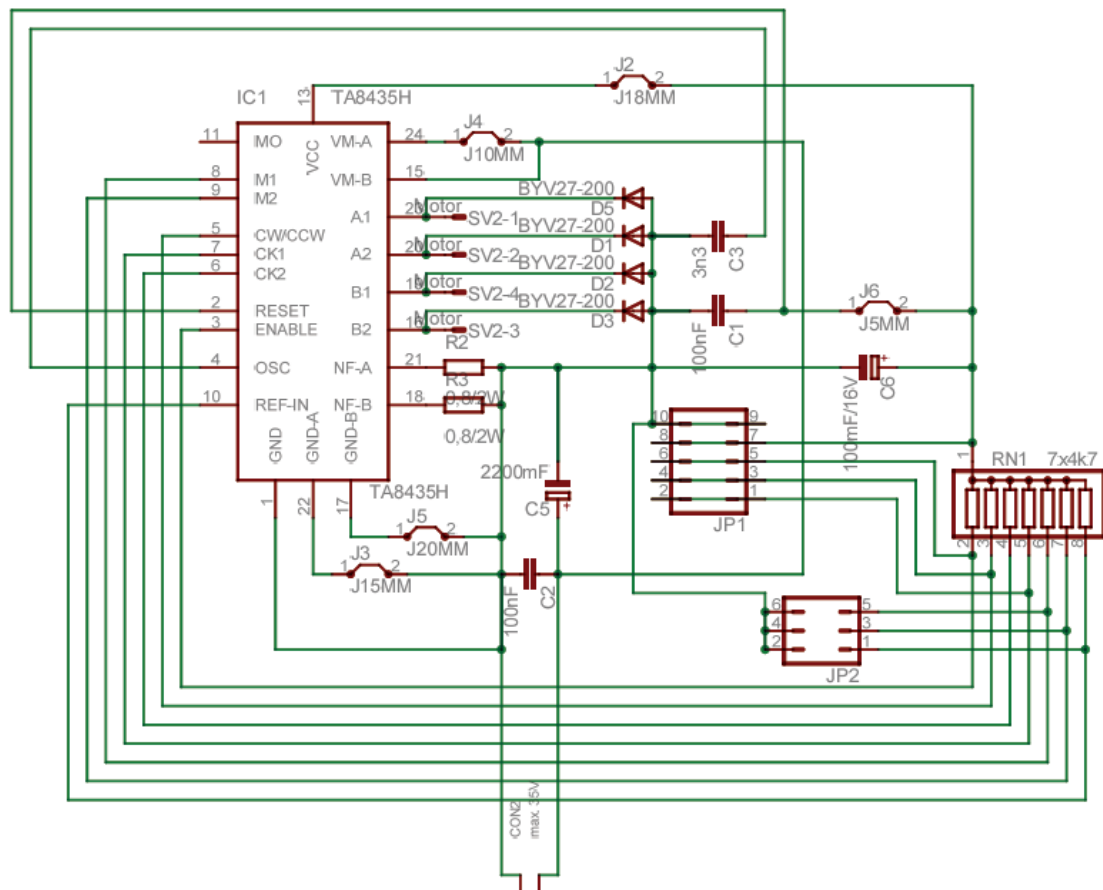 J2
1 2
J18MM
IC1
13
TA8435H
J4
1 2
J10MM
11
IMO
VCC
VM-A
24
8
M1
VM-B
15
9
M2
BYV27-200
D5
A1
23
Motor
SV2-1
5
CW/CCW
BYV27-200
D1
3n3
C3
7
CK1
A2
20
Motor
SV2-2
6
CK2
BYV27-200
D2
B1
19
Motor
SV2-4
2
RESET
BYV27-200
D3
100nF
C1
J6
1 2
J5MM
3
ENABLE
B2
16
Motor
SV2-3
R2
4
OSC
NF-A
21
R3
0,8/2W
100mF/16V
+
C6
10
REF-IN
NF-B
18
0,8/2W
GND
GND-A
GND-B
10 9
8 7
6 5
4 3
2 1
JP1
1
RN1
7x4k7
2 3 4 5 6 7 8
2200mF
+
C5
1
22
17
TA8435H
J5
1 2
J20MM
J3
1 2
J15MM
100nF
C2
6 5
4 3
2 1
JP2
CON2
max. 35V